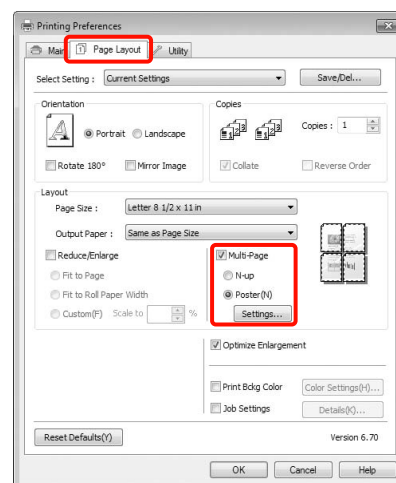 Printing Preferences
Main Page Layout Utility
Select Setting : Current Settings Save/Del...
Orientation Copies
Portrait Landscape Copies : 1
Rotate 180° Mirror Image Collate Reverse Order
Layout
Page Size : Letter 8 1/2 x 11 in
Output Paper : Same as Page Size
Reduce/Enlarge Multi-Page
Fit to Page N-up
Fit to Roll Paper Width Poster(N)
Custom(F) Scale to % Settings...
Optimize Enlargement
Print Bckg Color Color Settings(H)...
Job Settings Details(K)...
Reset Defaults(Y) Version 6.70
OK Cancel Help